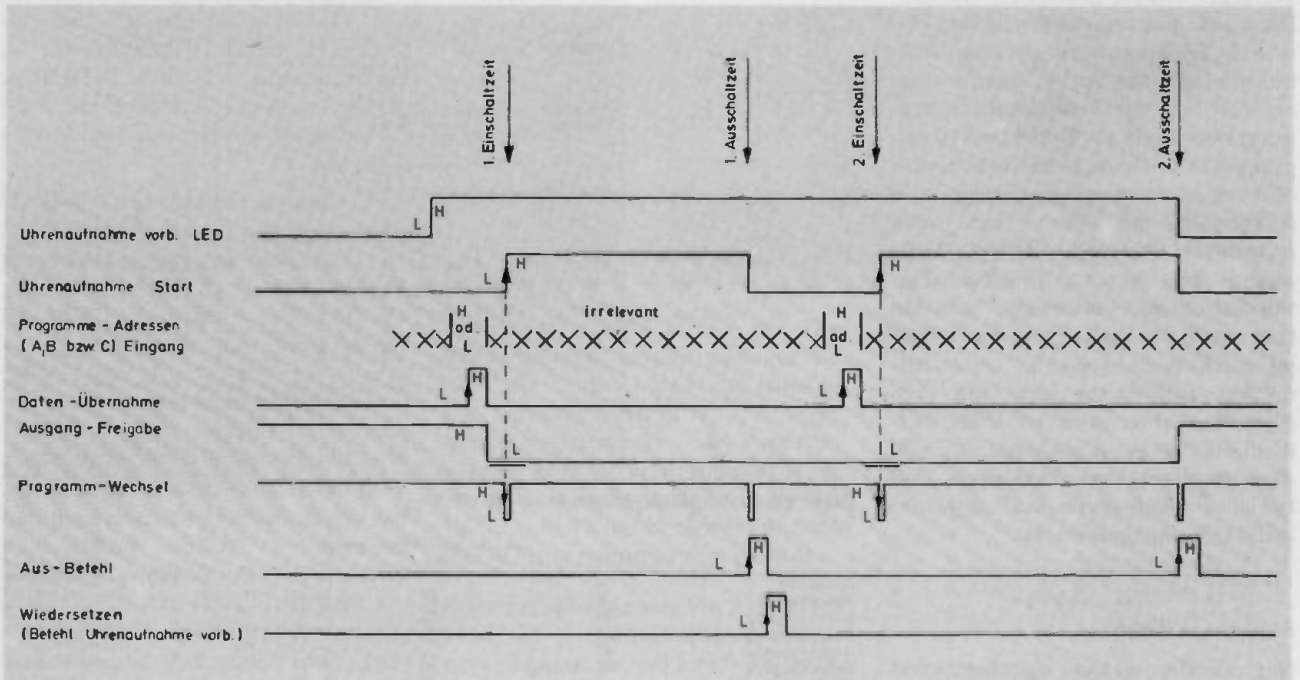 1. Einschaltzeit
1. Ausschaltzeit
2. Einschaltzeit
2. Ausschaltzeit
L H
Uhrenaufnahme vorb. LED
L H H
Uhrenaufnahme Start
H irrelevant H
Programme - Adressen od. od.
(A,B bzw. C) Eingang L L
L H L H
Daten -Übernahme
Ausgang - Freigabe
H L L
Programm - Wechsel H H
L L
L H L H
Aus - Befehl
Wiedersetzen L H
(Befehl Uhrenaufnahme vorb.)